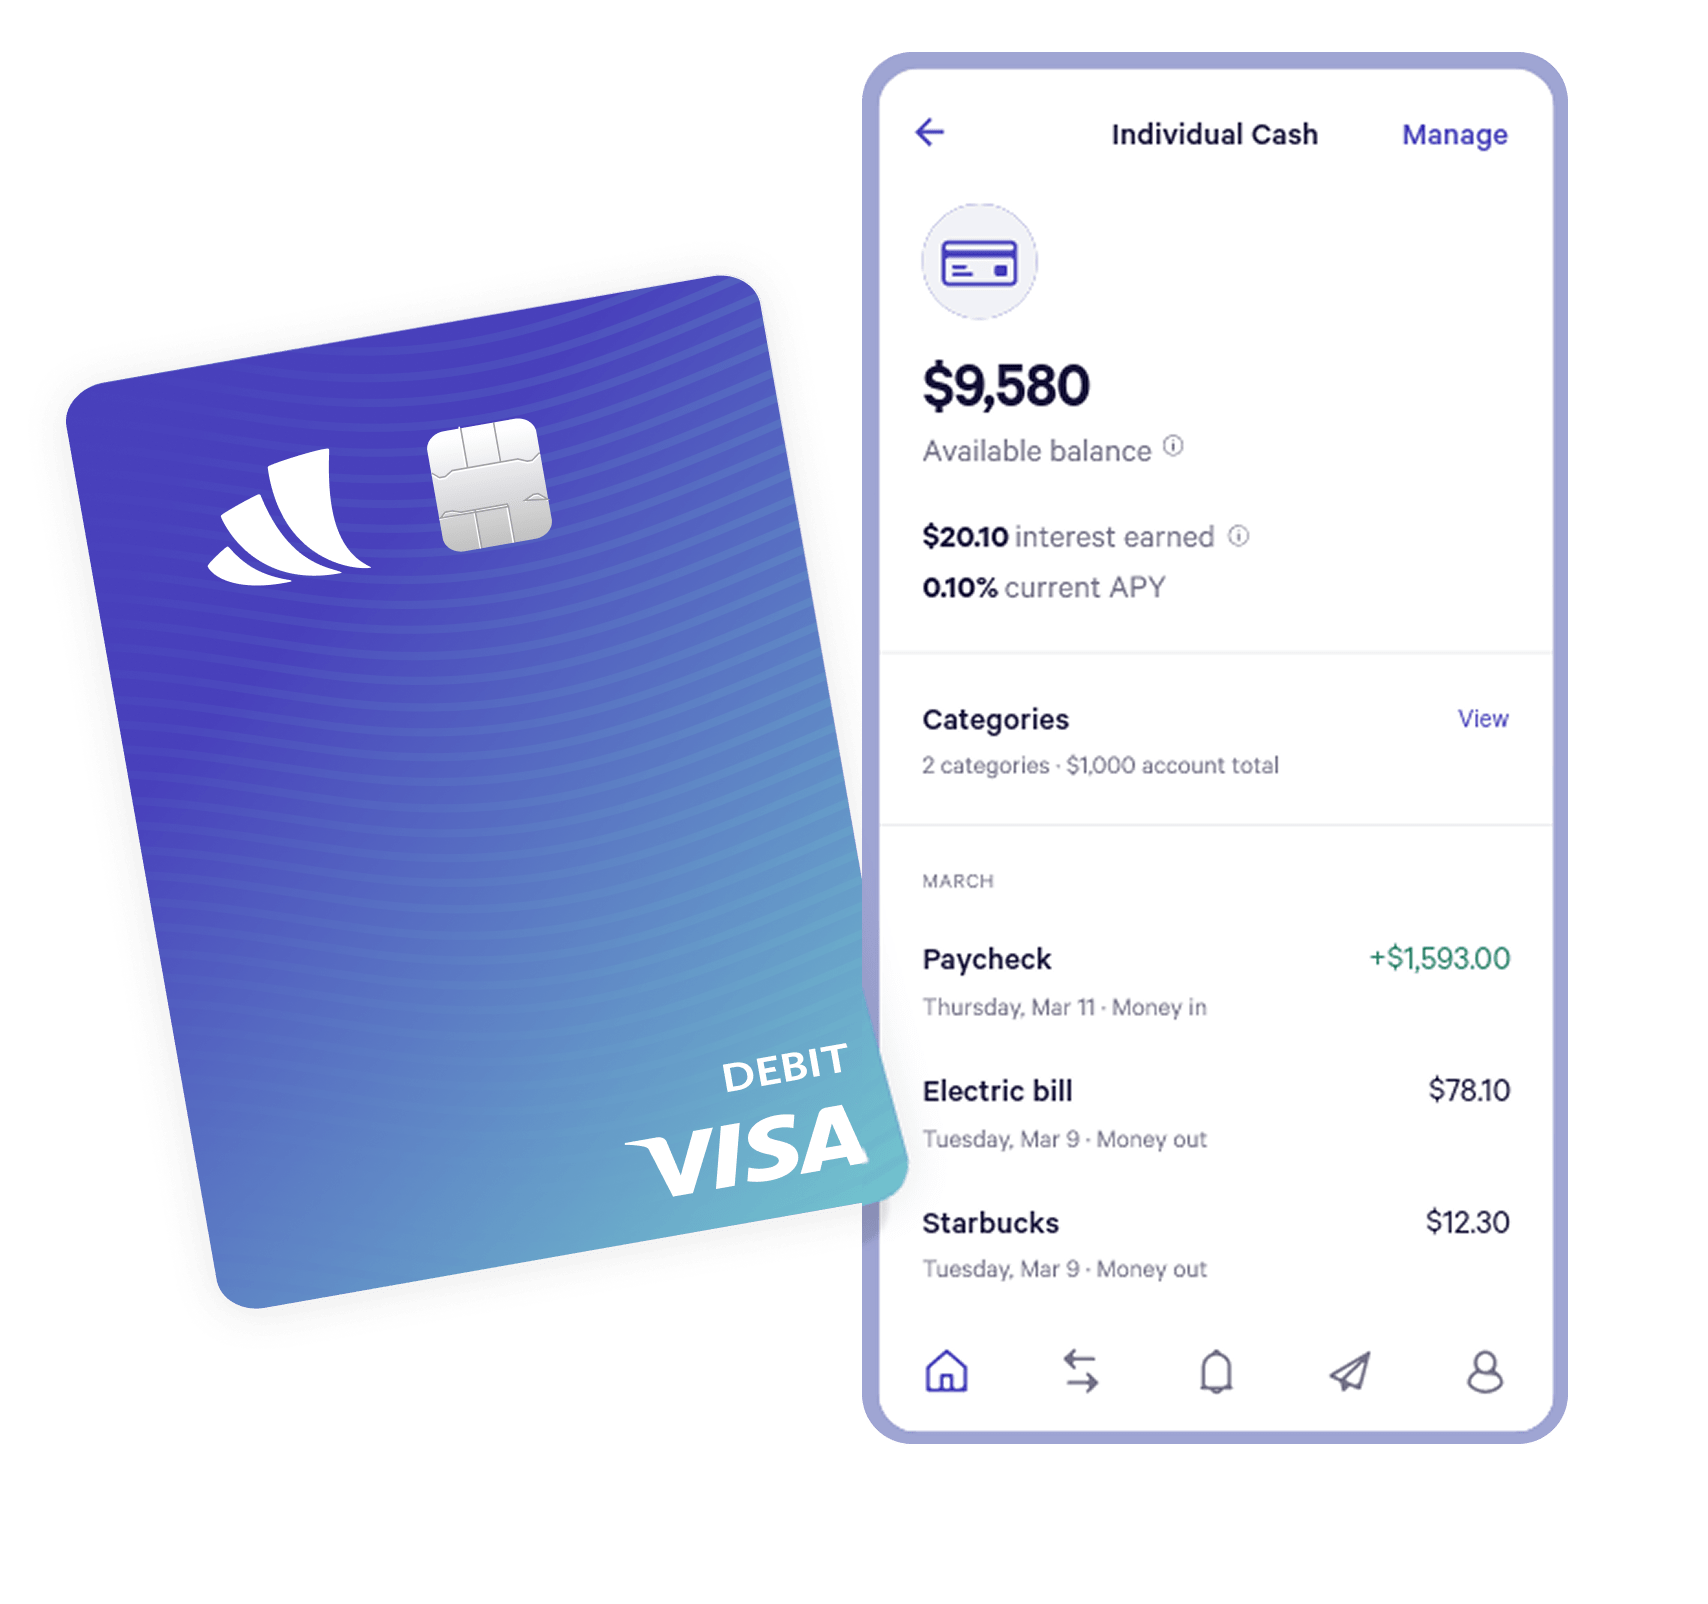 Individual Cash Manage
$9,580
Available balance
$20.10 interest earned
0.10% current APY
Categories View
2 categories · $1,000 account total
MARCH
Paycheck +$1,593.00
Thursday, Mar 11 · Money in
Electric bill $78.10
Tuesday, Mar 9 · Money out
Starbucks $12.30
Tuesday, Mar 9 · Money out
DEBIT
VISA